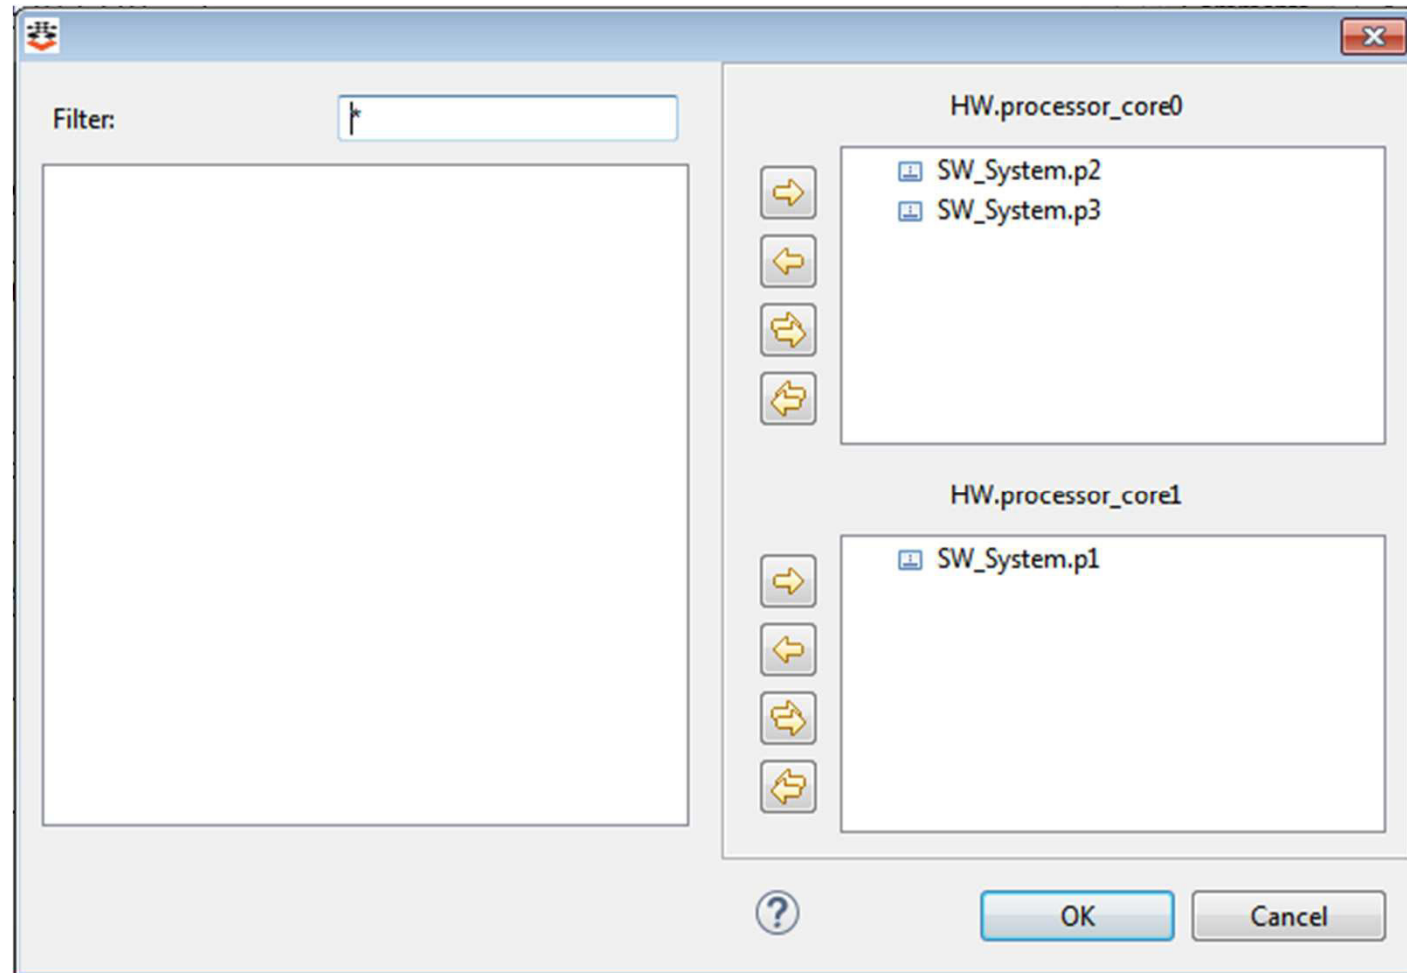 Filter:
*
HW.processor_core0
SW_System.p2
SW_System.p3
HW.processor_core1
SW_System.p1
?
OK
Cancel